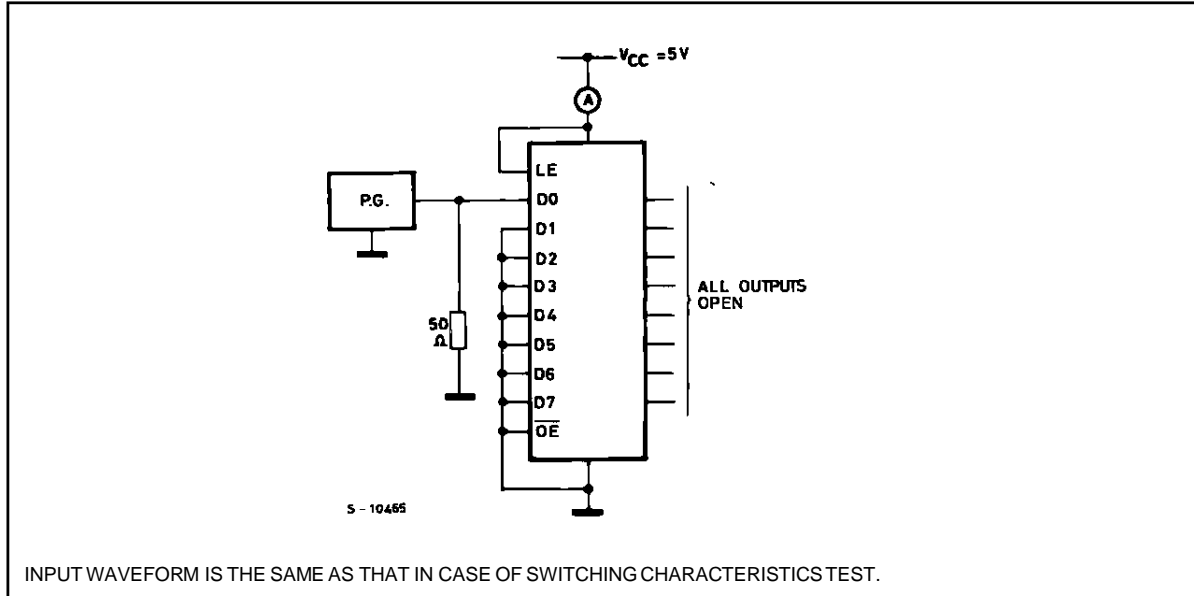 VCC =5V
A
LE
P.G.
D0
D1
D2
D3
ALL OUTPUTS
OPEN
D4
50
Ω
D5
D6
D7
OE
S - 10465
INPUT WAVEFORM IS THE SAME AS THAT IN CASE OF SWITCHING CHARACTERISTICS TEST.